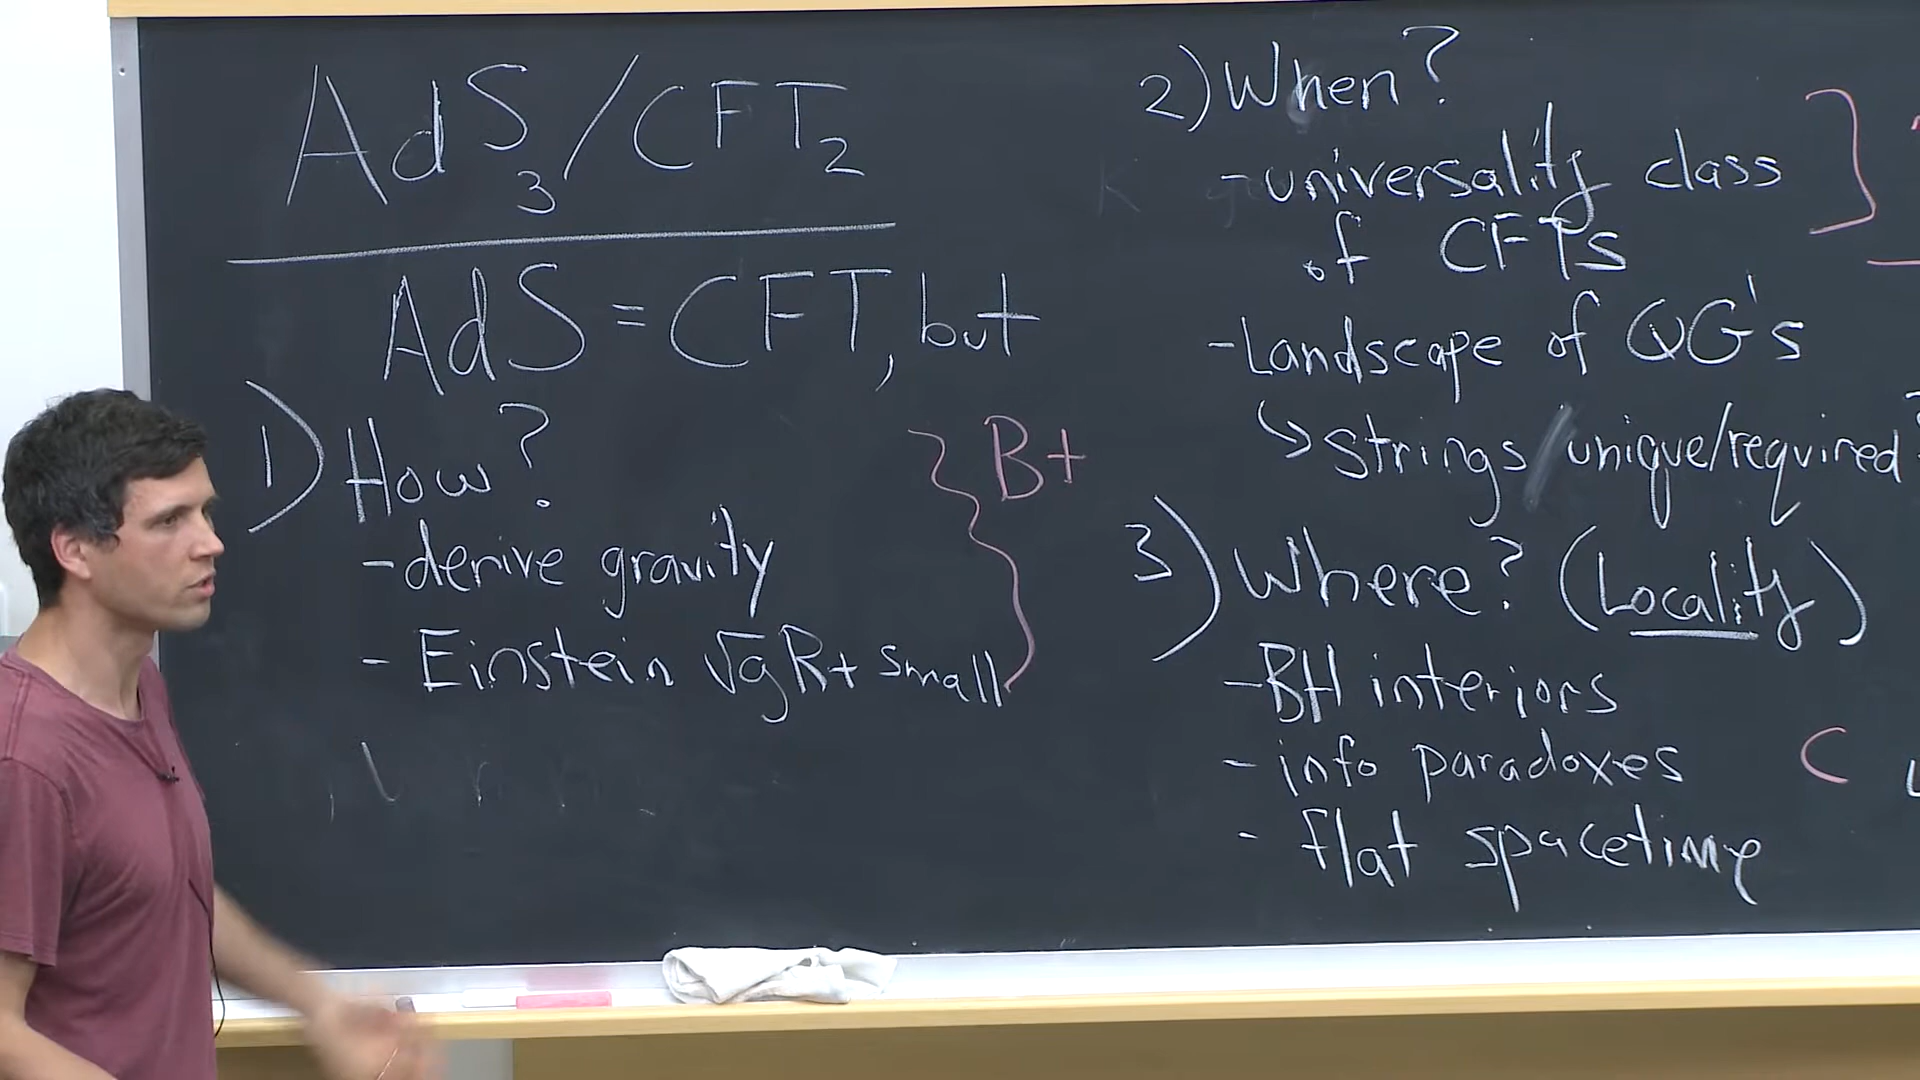 AdS₃/CFT₂
AdS = CFT, but
1) How?
- derive gravity
- Einstein √g R + small
B+
2) When?
- universality class
of CFTs
- Landscape of QG's
↳ strings unique/required?
3) Where? (Locality)
- BH interiors
- info paradoxes
- flat spacetime
C